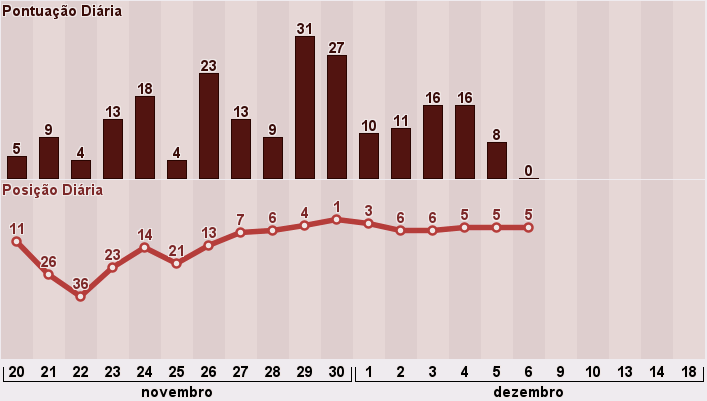 Pontuação Diária
5 9 4 13 18 4 23 13 9 31 27 10 11 16 16 8 0
Posição Diária
11 26 36 23 14 21 13 7 6 4 1 3 6 6 5 5 5
20 21 22 23 24 25 26 27 28 29 30 1 2 3 4 5 6 9 10 13 14 18
novembro dezembro